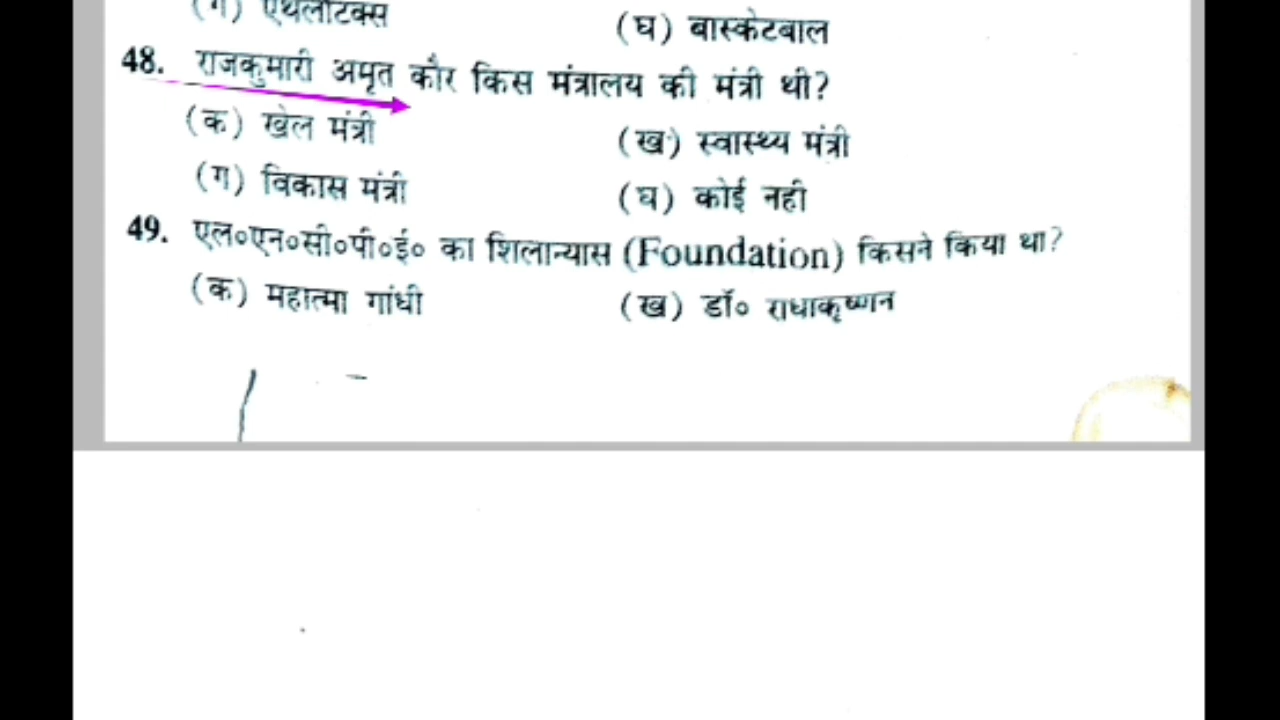 (ग) एथलेटिक्स
(घ) बास्केटबाल
48. राजकुमारी अमृत कौर किस मंत्रालय की मंत्री थी?
(क) खेल मंत्री
(ख) स्वास्थ्य मंत्री
(ग) विकास मंत्री
(घ) कोई नही
49. एल०एन०सी०पी०ई० का शिलान्यास (Foundation) किसने किया था?
(क) महात्मा गांधी
(ख) डॉ० राधाकृष्णन